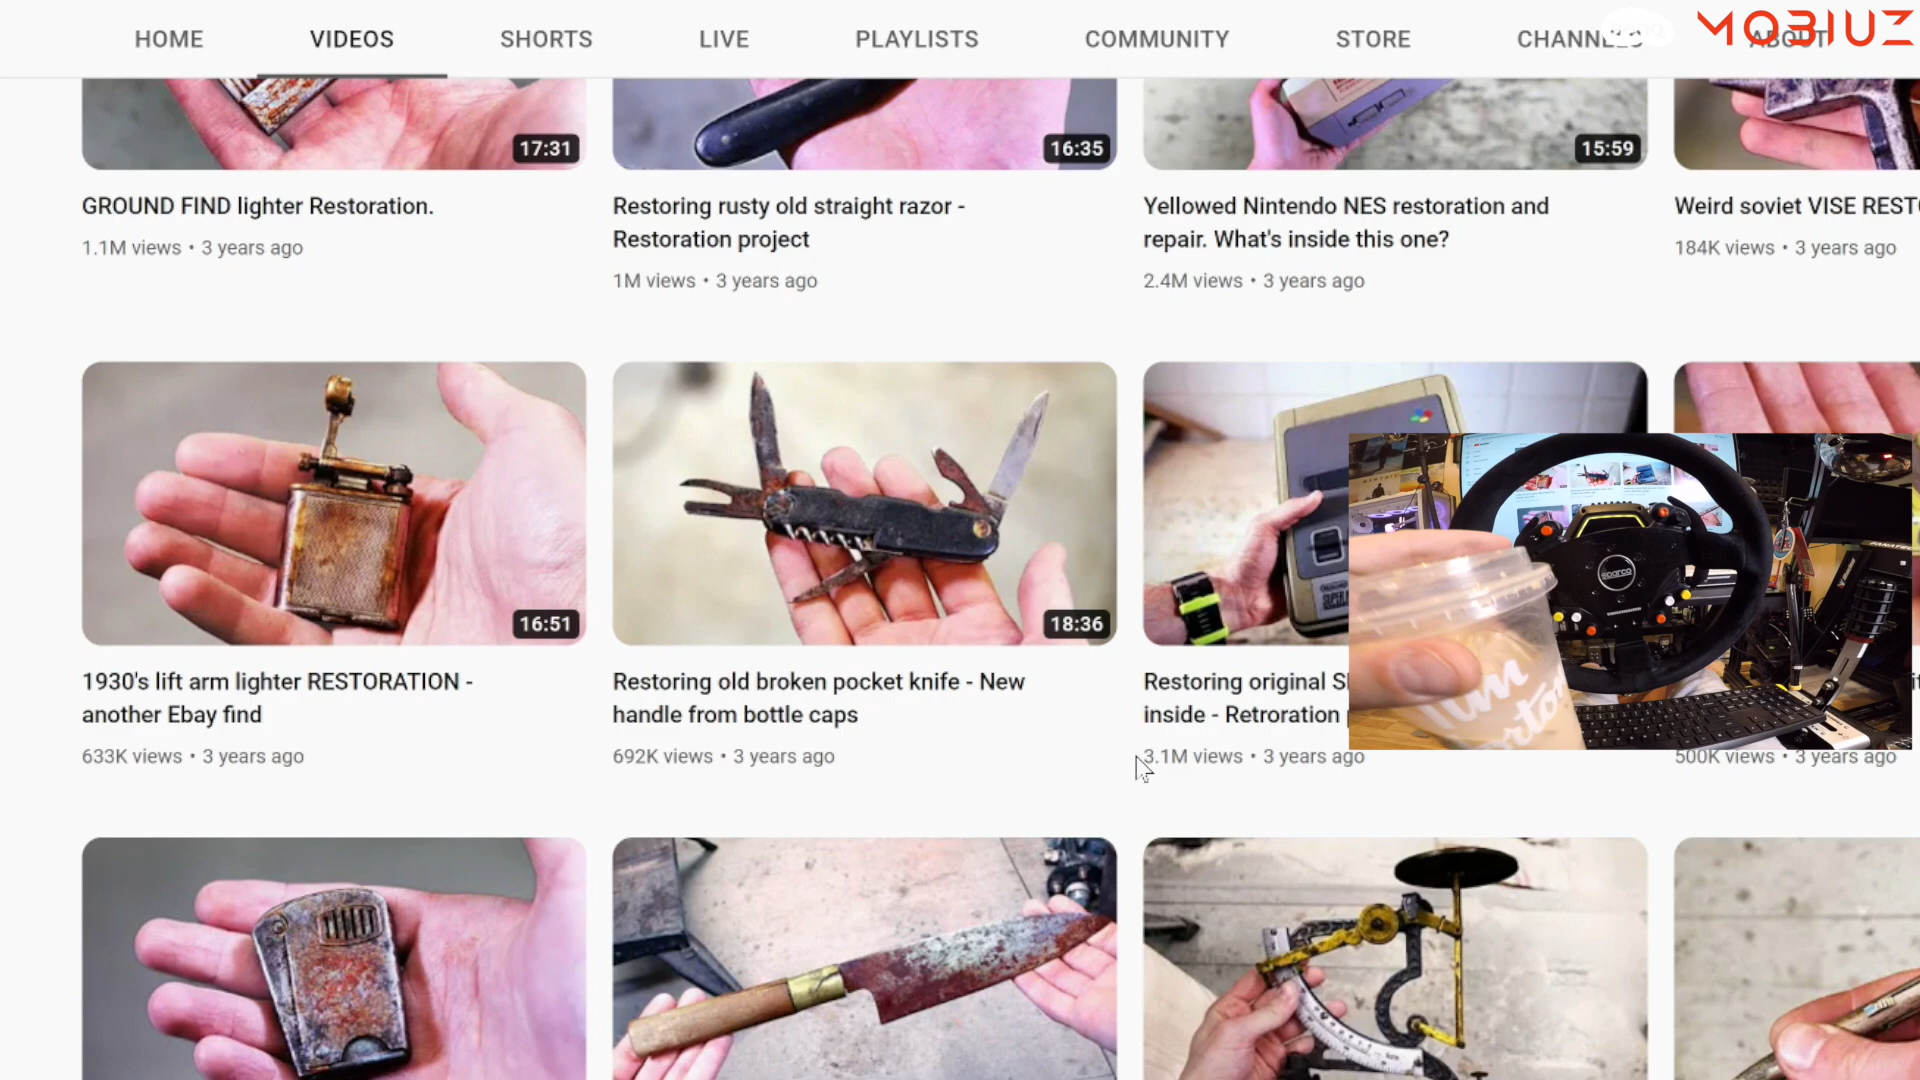 HOME VIDEOS SHORTS LIVE PLAYLISTS COMMUNITY STORE ABOUT
MOBIUZ
17:31
16:35
15:59
GROUND FIND lighter Restoration.
1.1M views • 3 years ago
Restoring rusty old straight razor -
Restoration project
1M views • 3 years ago
Yellowed Nintendo NES restoration and
repair. What's inside this one?
2.4M views • 3 years ago
Weird soviet VISE
184K views • 3 years ago
16:51
18:36
1930's lift arm lighter RESTORATION -
another Ebay find
633K views • 3 years ago
Restoring old broken pocket knife - New
handle from bottle caps
692K views • 3 years ago
Restoring original
inside - Retroration
3.1M views • 3 years ago
500K views • 3 years ago
sparco
Tim